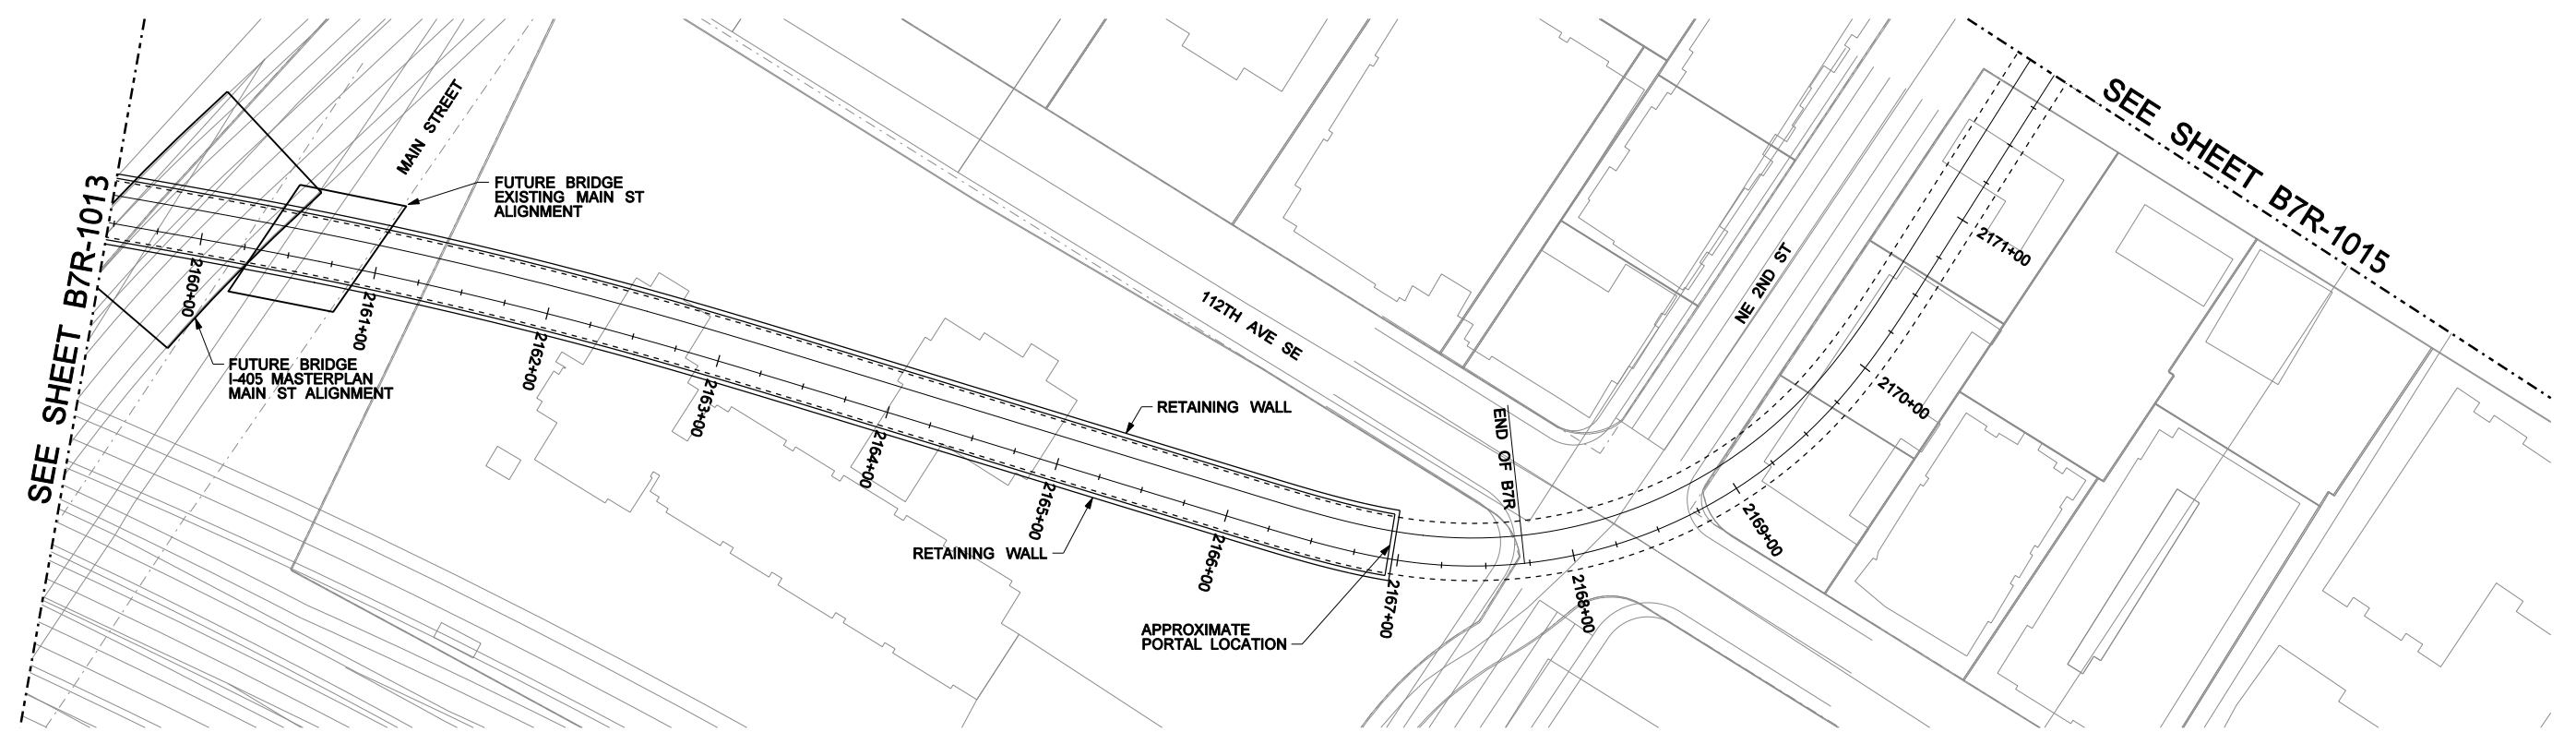 SEE SHEET B7R-1013
MAIN STREET
FUTURE BRIDGE
EXISTING MAIN ST
ALIGNMENT
FUTURE BRIDGE
I-405 MASTERPLAN
MAIN ST ALIGNMENT
2160+00
2161+00
2162+00
2163+00
2164+00
2165+00
2166+00
2167+00
2168+00
2169+00
2170+00
2171+00
RETAINING WALL
RETAINING WALL
APPROXIMATE
PORTAL LOCATION
112TH AVE SE
END OF B7R
NE 2ND ST
SEE SHEET B7R-1015